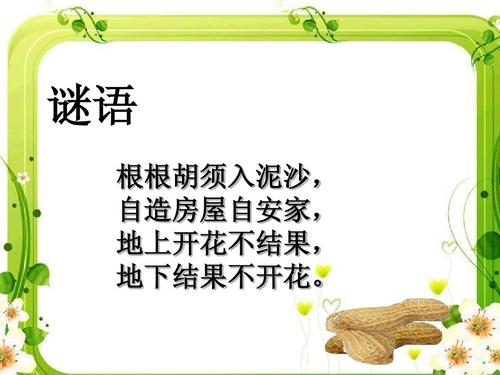 谜语
根根胡须入泥沙，
自造房屋自安家，
地上开花不结果，
地下结果不开花。